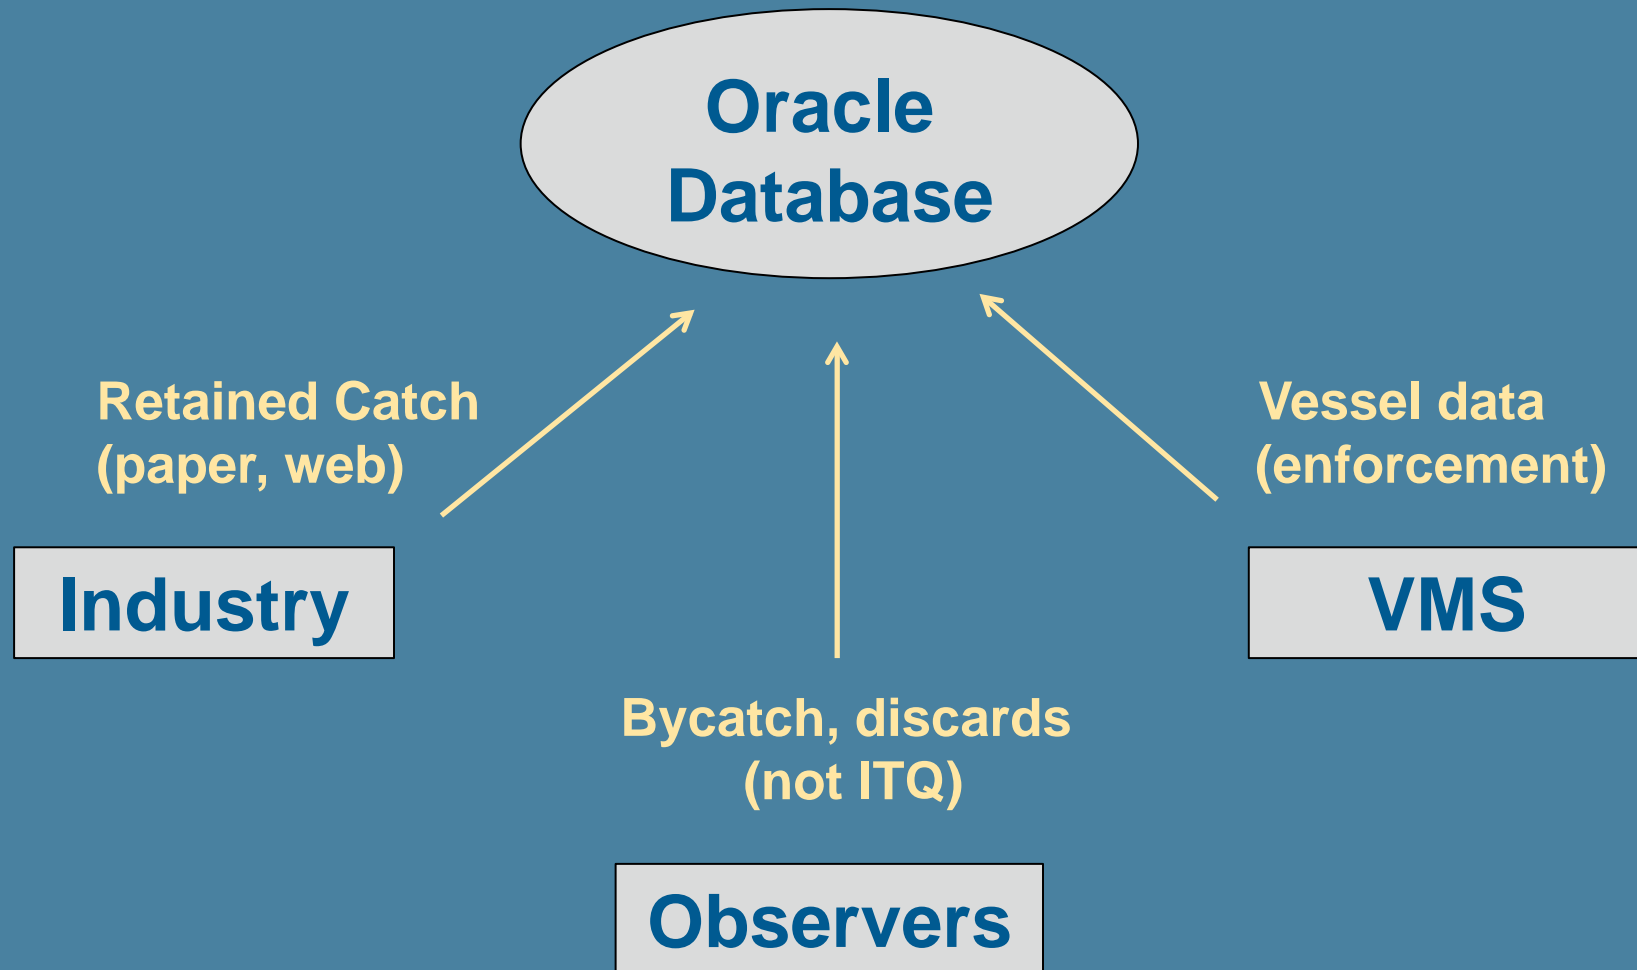 Oracle
Database
Retained Catch
(paper, web)
Vessel data
(enforcement)
Industry
VMS
Bycatch, discards
(not ITQ)
Observers